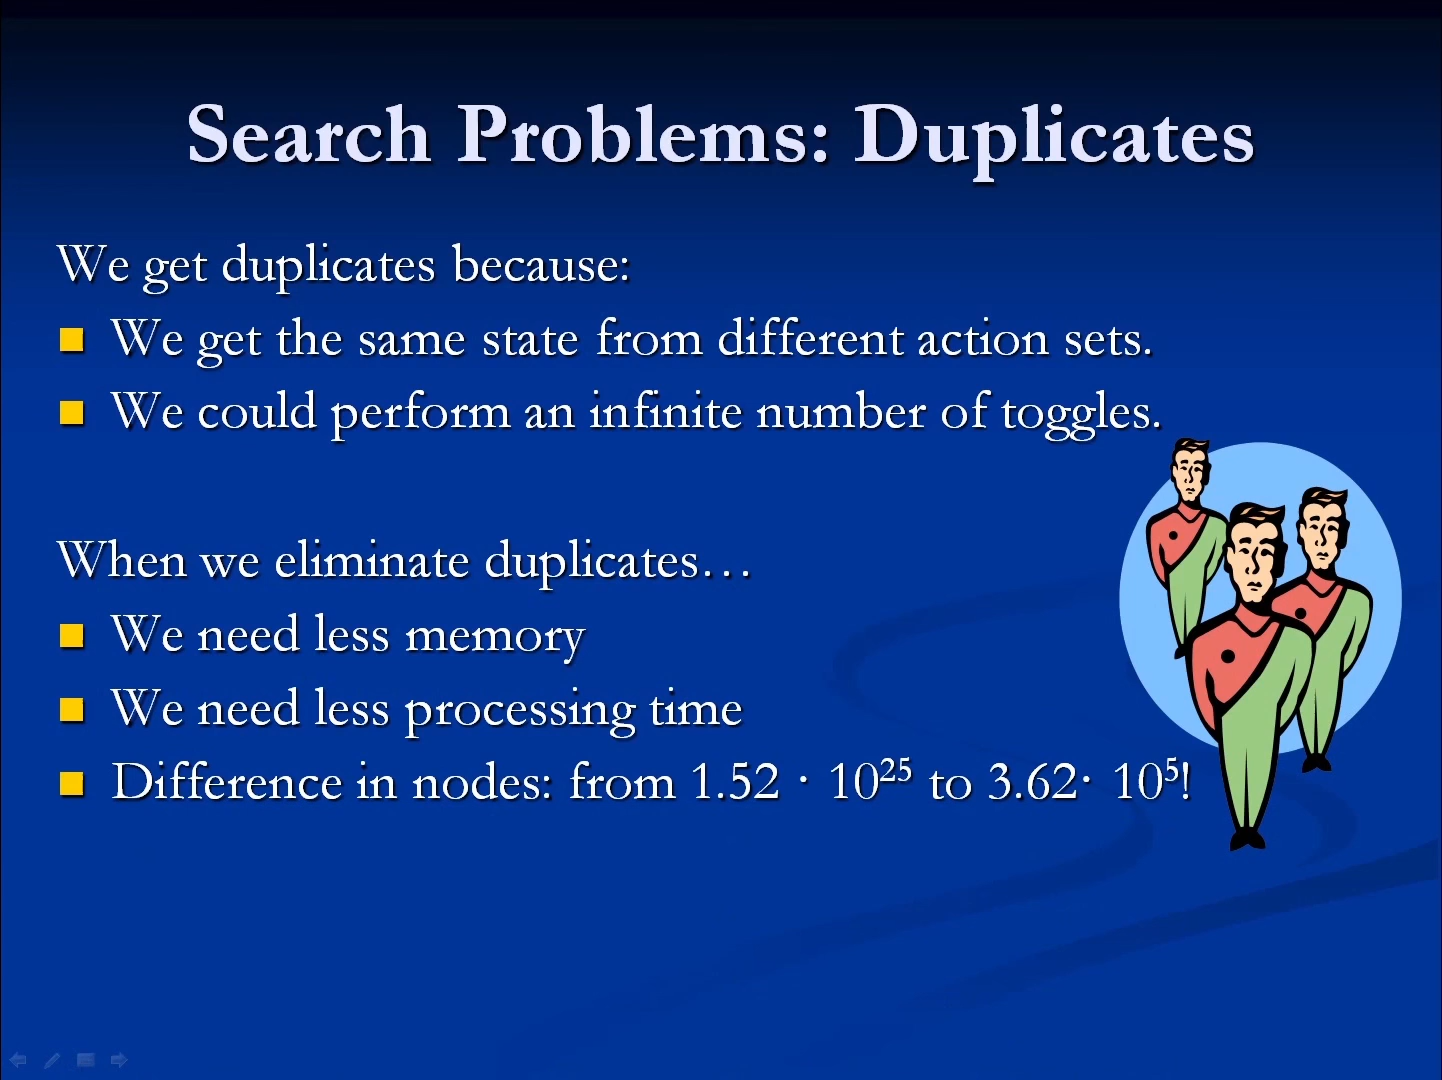 Search Problems: Duplicates
We get duplicates because:
We get the same state from different action sets.
We could perform an infinite number of toggles.
When we eliminate duplicates…
We need less memory
We need less processing time
Difference in nodes: from 1.52 · 10²⁵ to 3.62· 10⁵!